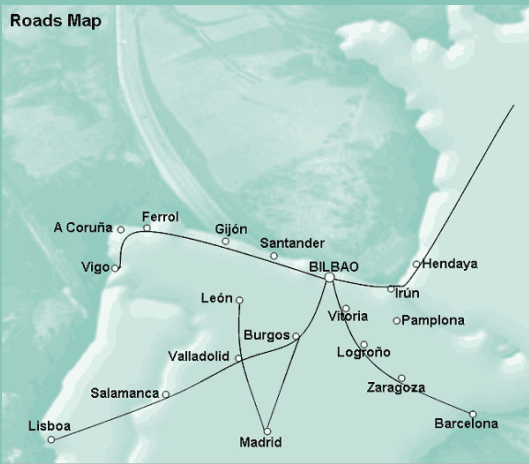 Roads Map
Ferrol
A Coruña
Gijón
Santander
Vigo
BILBAO
Hendaya
León
Irún
Vitoria
Pamplona
Burgos
Logroño
Valladolid
Zaragoza
Salamanca
Barcelona
Lisboa
Madrid